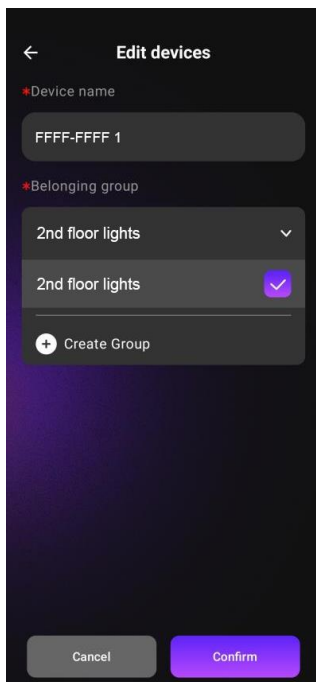 Edit devices
*Device name
FFFF-FFFF 1
*Belonging group
2nd floor lights
2nd floor lights
Create Group
Cancel Confirm